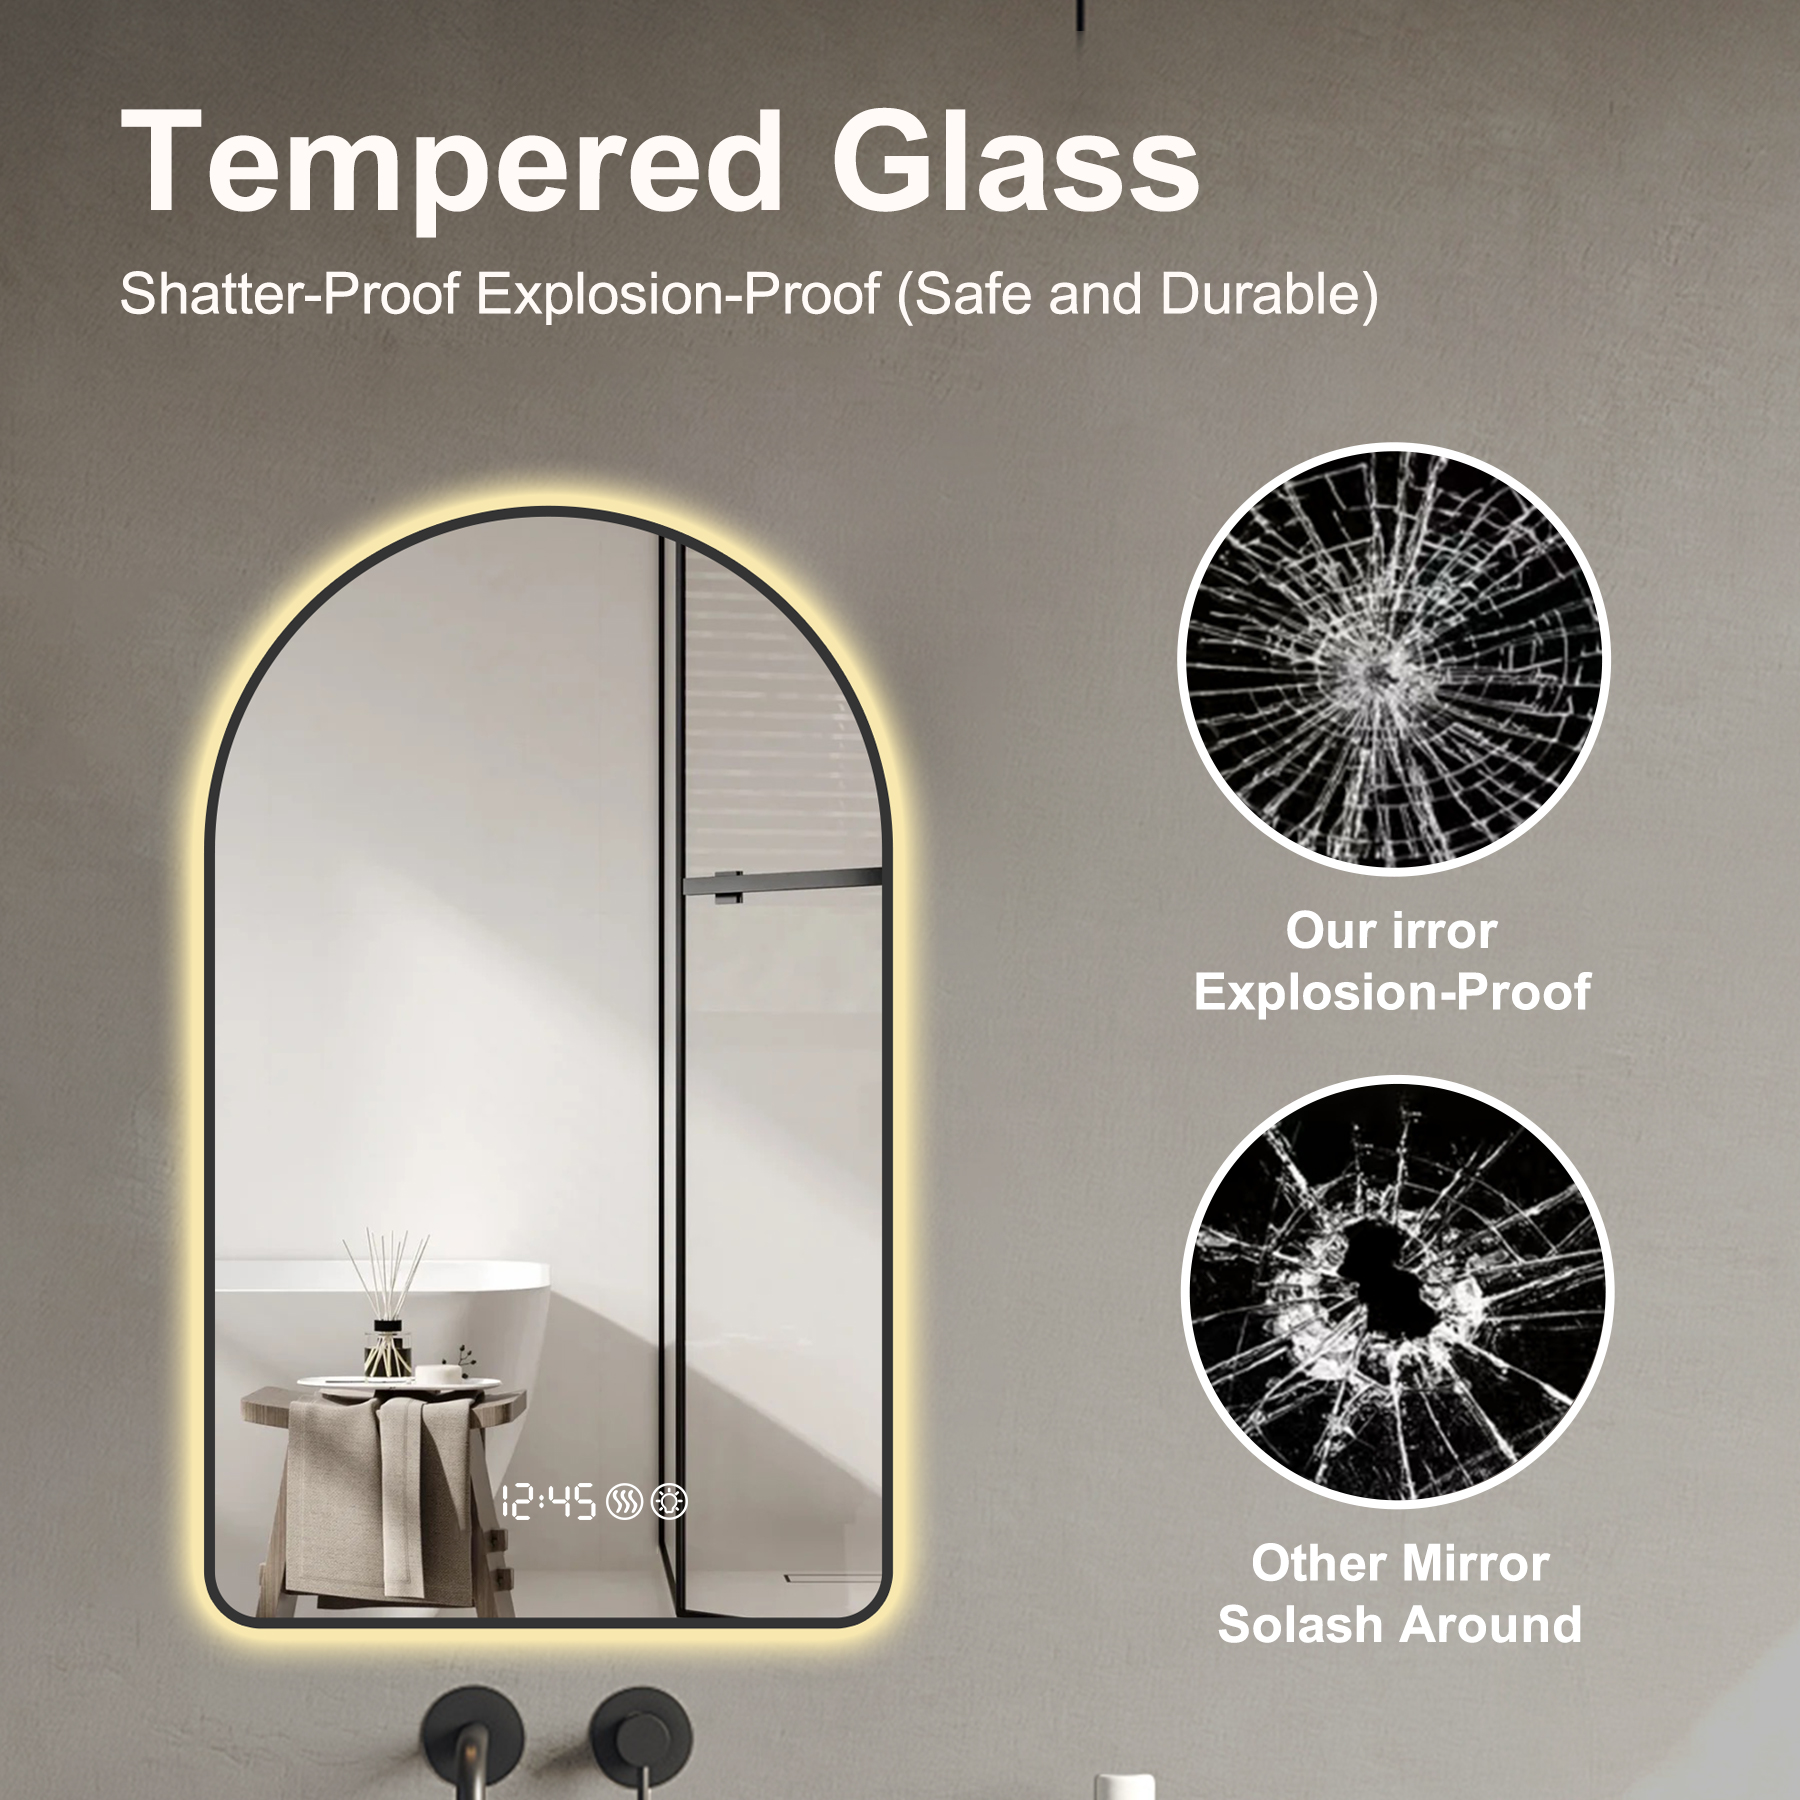 Tempered Glass
Shatter-Proof Explosion-Proof (Safe and Durable)
Our irror
Explosion-Proof
12:45
Other Mirror
Solash Around